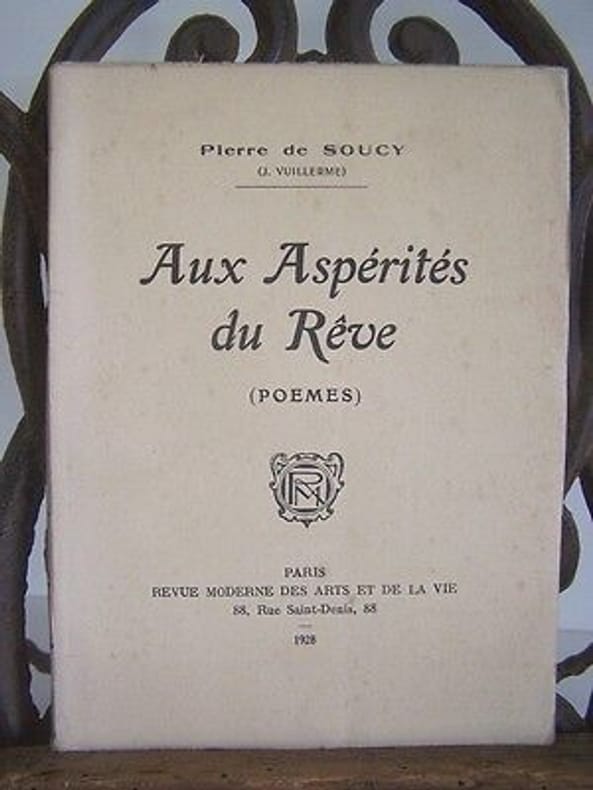 Pierre de SOUCY
(J. VUILLERME)
Aux Aspérités
du Rêve
(POEMES)
RM
PARIS
REVUE MODERNE DES ARTS ET DE LA VIE
88, Rue Saint-Denis, 88
1928